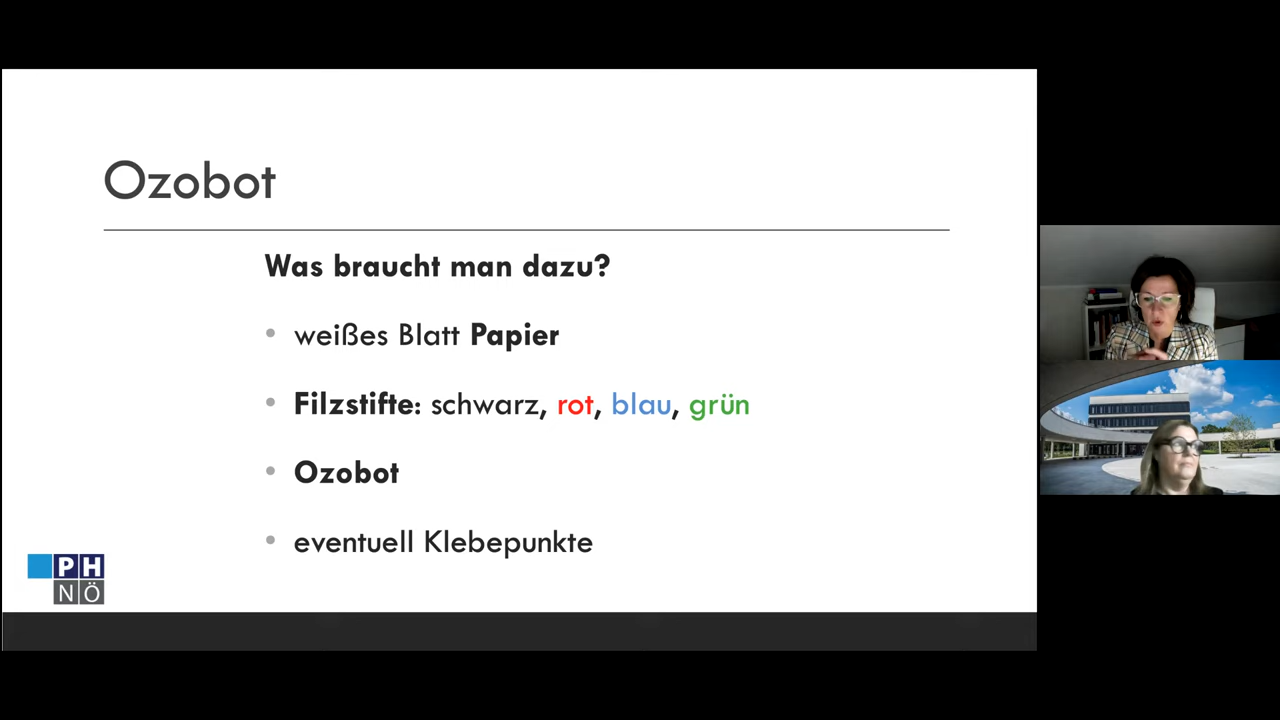 Ozobot
Was braucht man dazu?
• weißes Blatt Papier
• Filzstifte: schwarz, rot, blau, grün
• Ozobot
• eventuell Klebepunkte
PH
NÖ